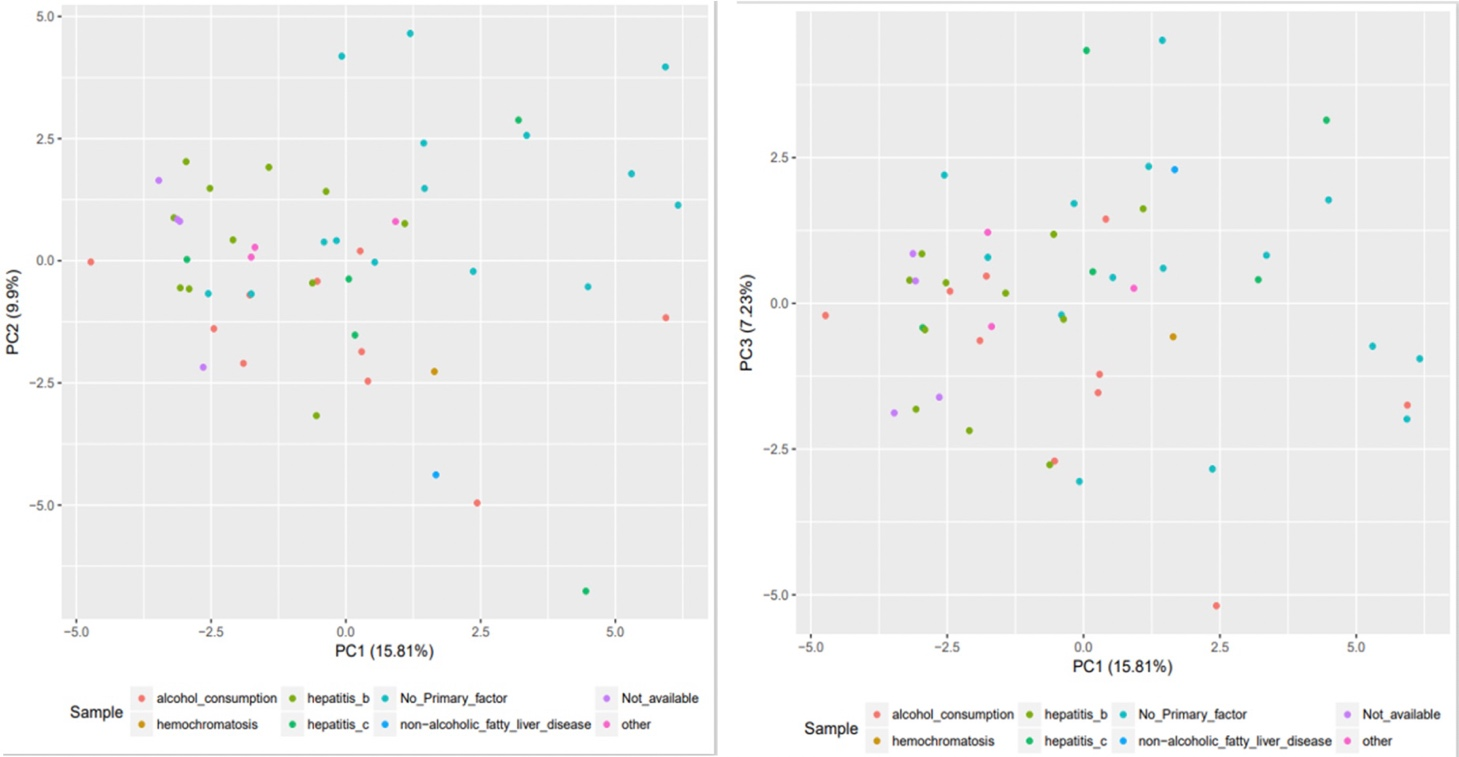 5.0
2.5
0.0
−2.5
−5.0
PC2 (9.9%)
−5.0 −2.5 0.0 2.5 5.0
PC1 (15.81%)
Sample
alcohol_consumption hepatitis_b No_Primary_factor Not_available
hemochromatosis hepatitis_c non−alcoholic_fatty_liver_disease other
2.5
0.0
−2.5
−5.0
PC3 (7.23%)
−5.0 −2.5 0.0 2.5 5.0
PC1 (15.81%)
Sample
alcohol_consumption hepatitis_b No_Primary_factor Not_available
hemochromatosis hepatitis_c non−alcoholic_fatty_liver_disease other